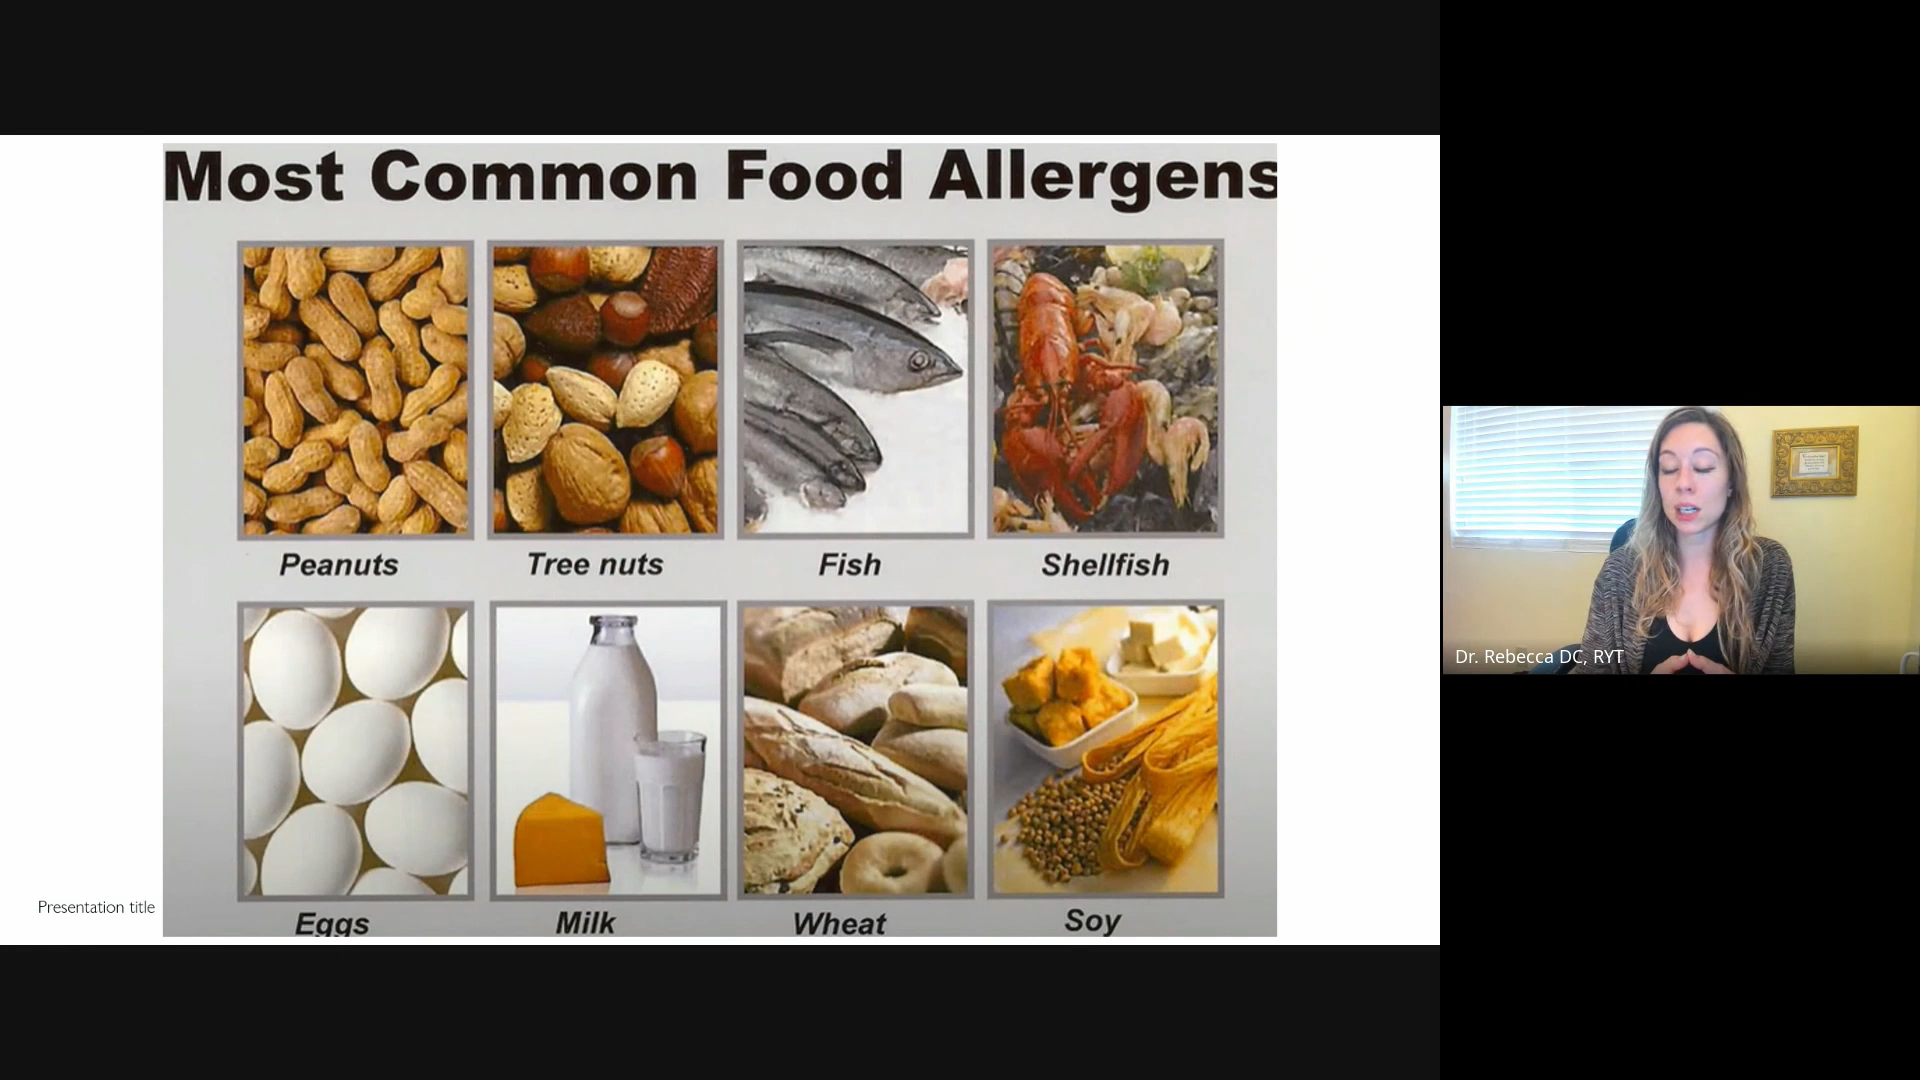 Most Common Food Allergens
Peanuts
Tree nuts
Fish
Shellfish
Eggs
Milk
Wheat
Soy
Presentation title
Dr. Rebecca DC, RYT